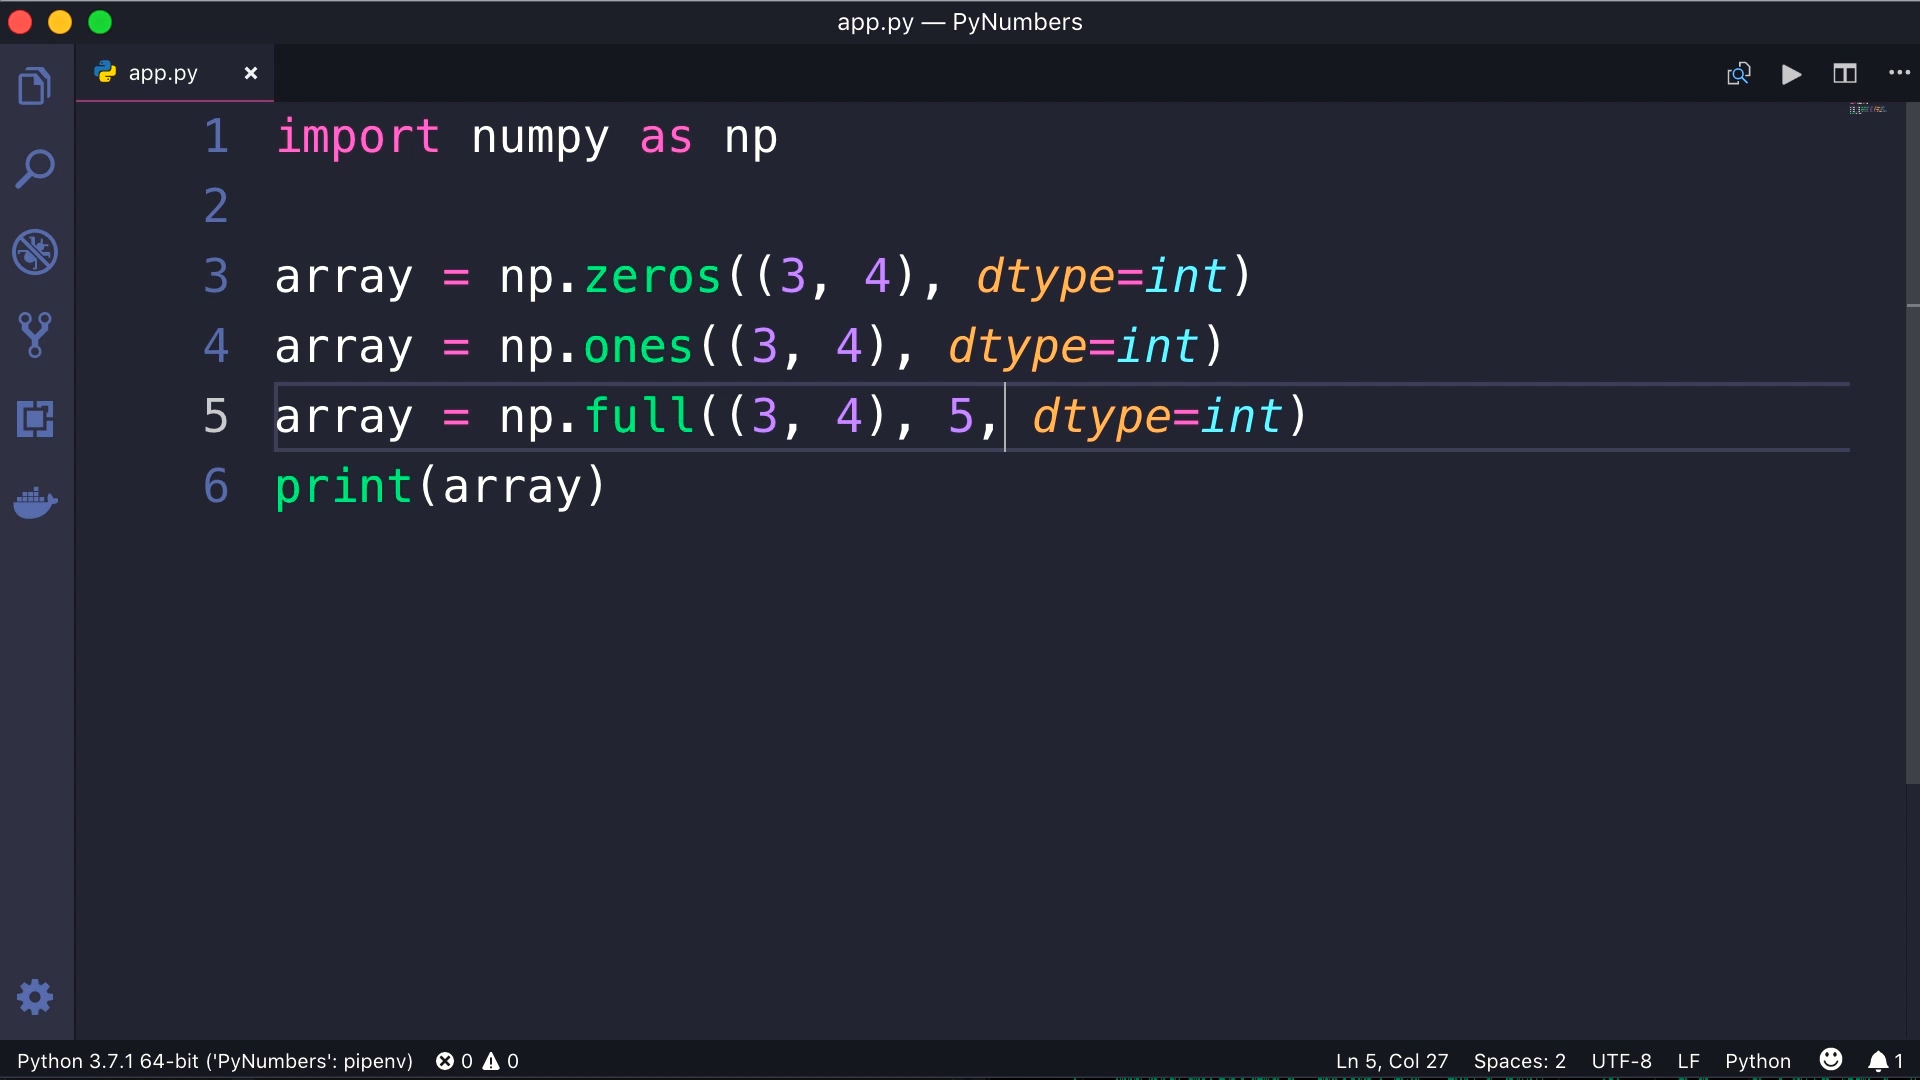 app.py — PyNumbers
app.py
1 import numpy as np
2
3 array = np.zeros((3, 4), dtype=int)
4 array = np.ones((3, 4), dtype=int)
5 array = np.full((3, 4), 5, dtype=int)
6 print(array)
Python 3.7.1 64-bit ('PyNumbers': pipenv) 0 0 Ln 5, Col 27 Spaces: 2 UTF-8 LF Python 1